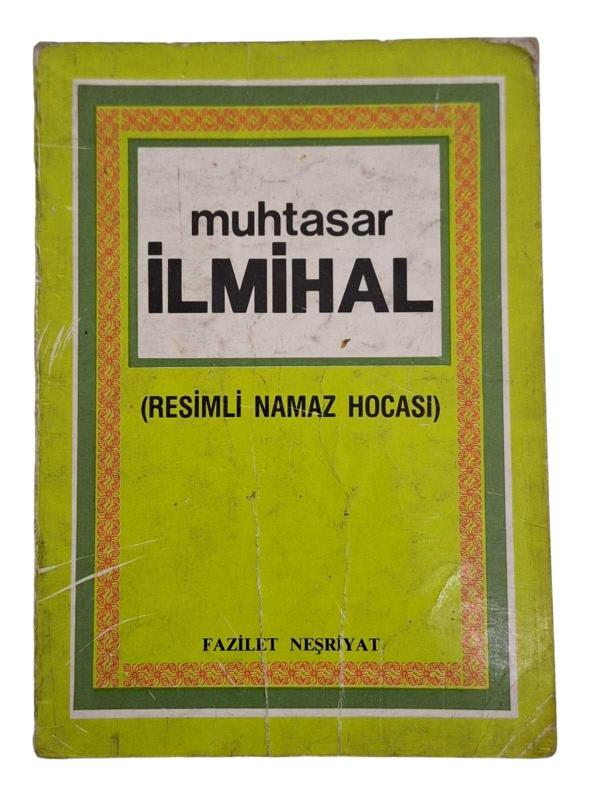 muhtasar
İLMİHAL
(RESİMLİ NAMAZ HOCASI)
FAZİLET NEŞRİYAT